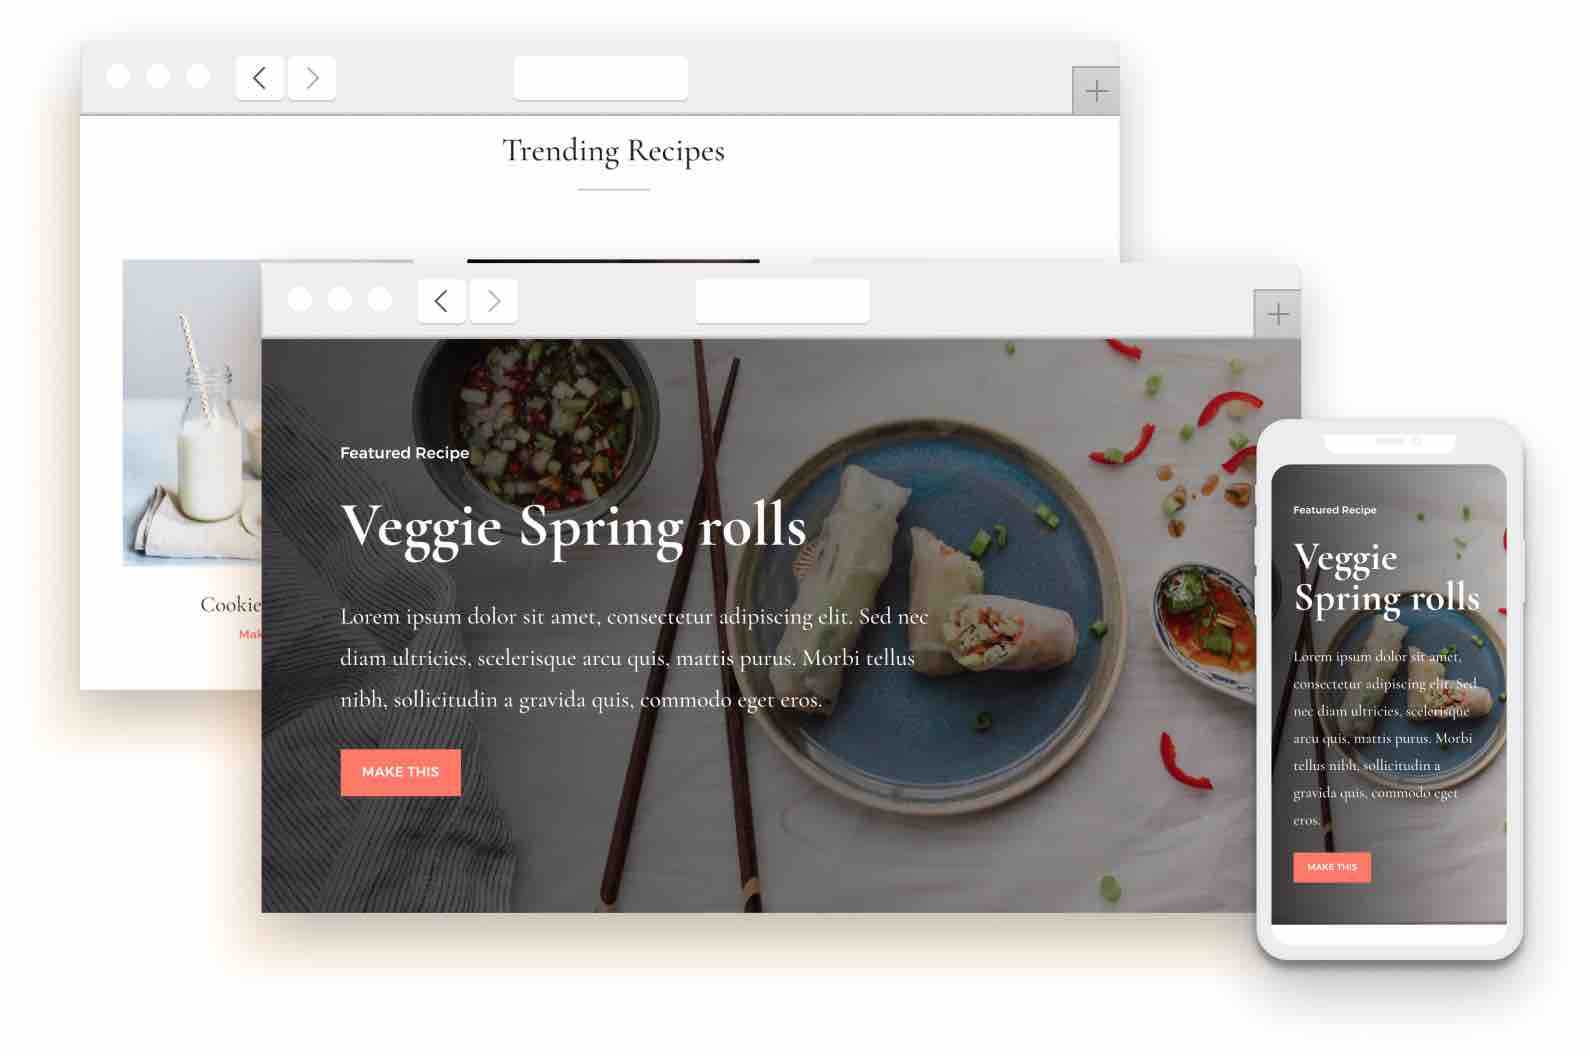 Trending Recipes
Cookie
Featured Recipe
Veggie Spring rolls
Lorem ipsum dolor sit amet, consectetur adipiscing elit. Sed nec
diam ultricies, scelerisque arcu quis, mattis purus. Morbi tellus
nibh, sollicitudin a gravida quis, commodo eget eros.
MAKE THIS
Featured Recipe
Veggie
Spring rolls
Lorem ipsum dolor sit amet,
consectetur adipiscing elit. Sed
nec diam ultricies, scelerisque
arcu quis, mattis purus. Morbi
tellus nibh, sollicitudin a
gravida quis, commodo eget
eros.
MAKE THIS